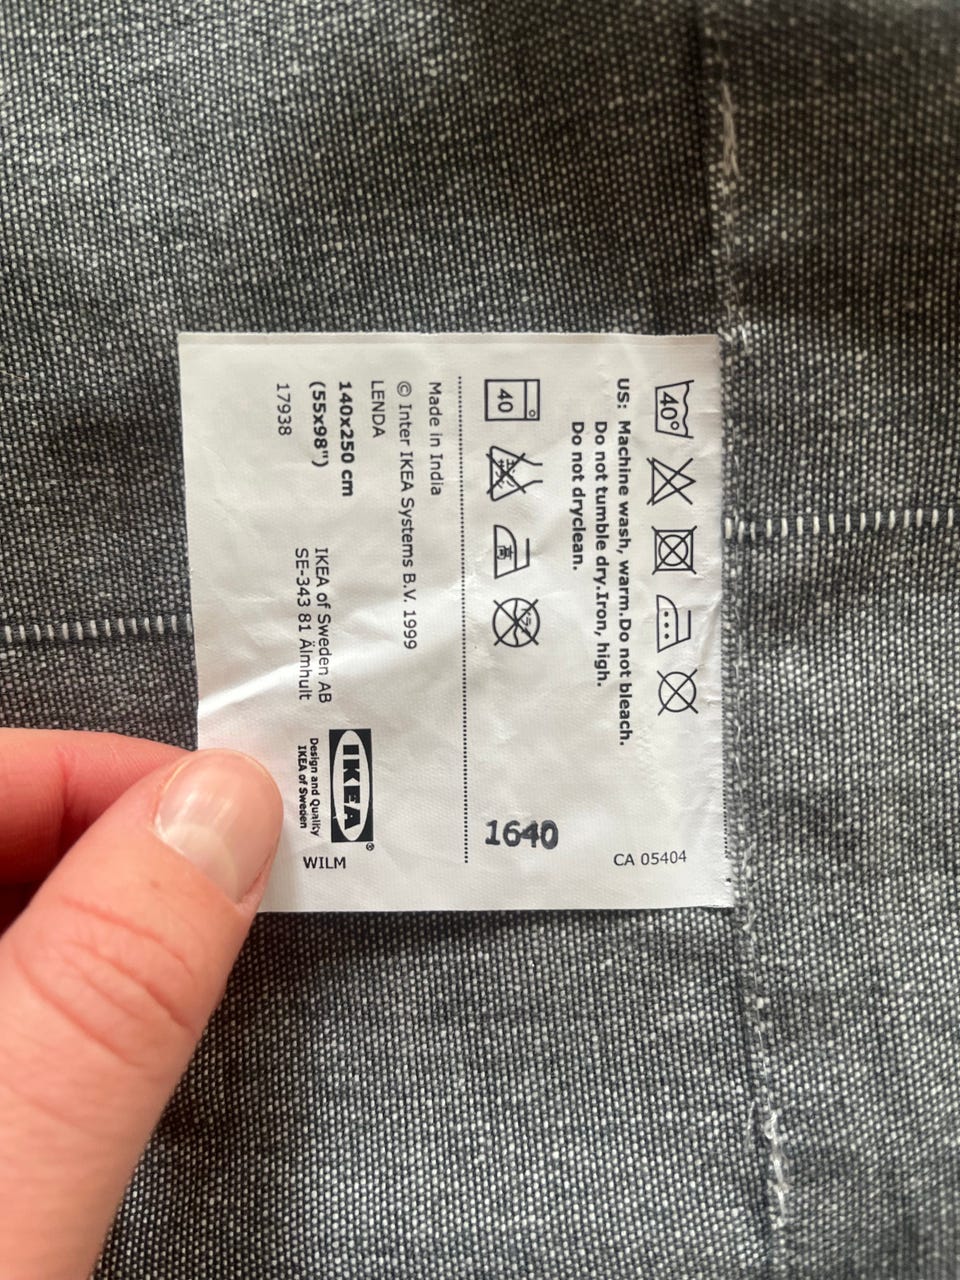 40°
CA 05404
US: Machine wash, warm.Do not bleach.
Do not tumble dry.Iron, high.
Do not dryclean.
40
高
1640
Made in India
© Inter IKEA Systems B.V. 1999
LENDA
140x250 cm
(55x98")
17938
IKEA of Sweden AB
SE-343 81 Älmhult
IKEA®
Design and Quality
IKEA of Sweden
WILM